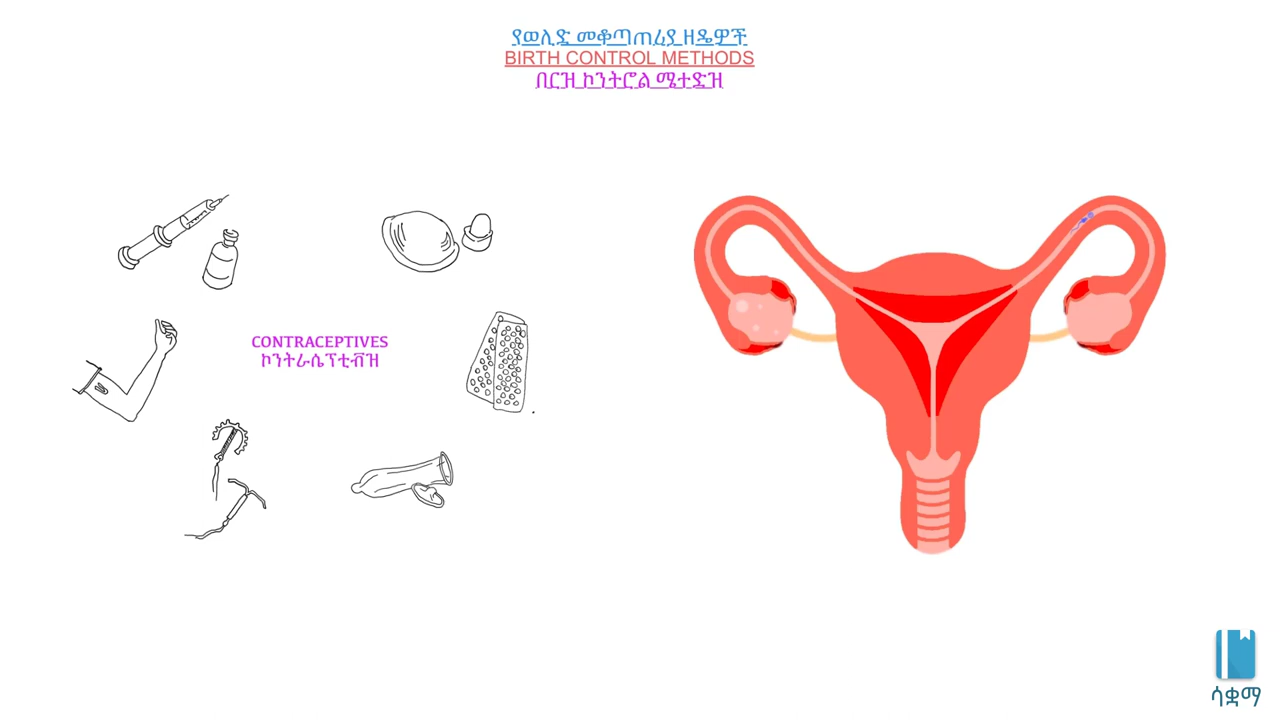 የወሊድ መቆጣጠሪያ ዘዴዎች
BIRTH CONTROL METHODS
በርዝ ኮንትሮል ሜተድዝ
CONTRACEPTIVES
ኮንትራሴፕቲቭዝ
ሳቋማ